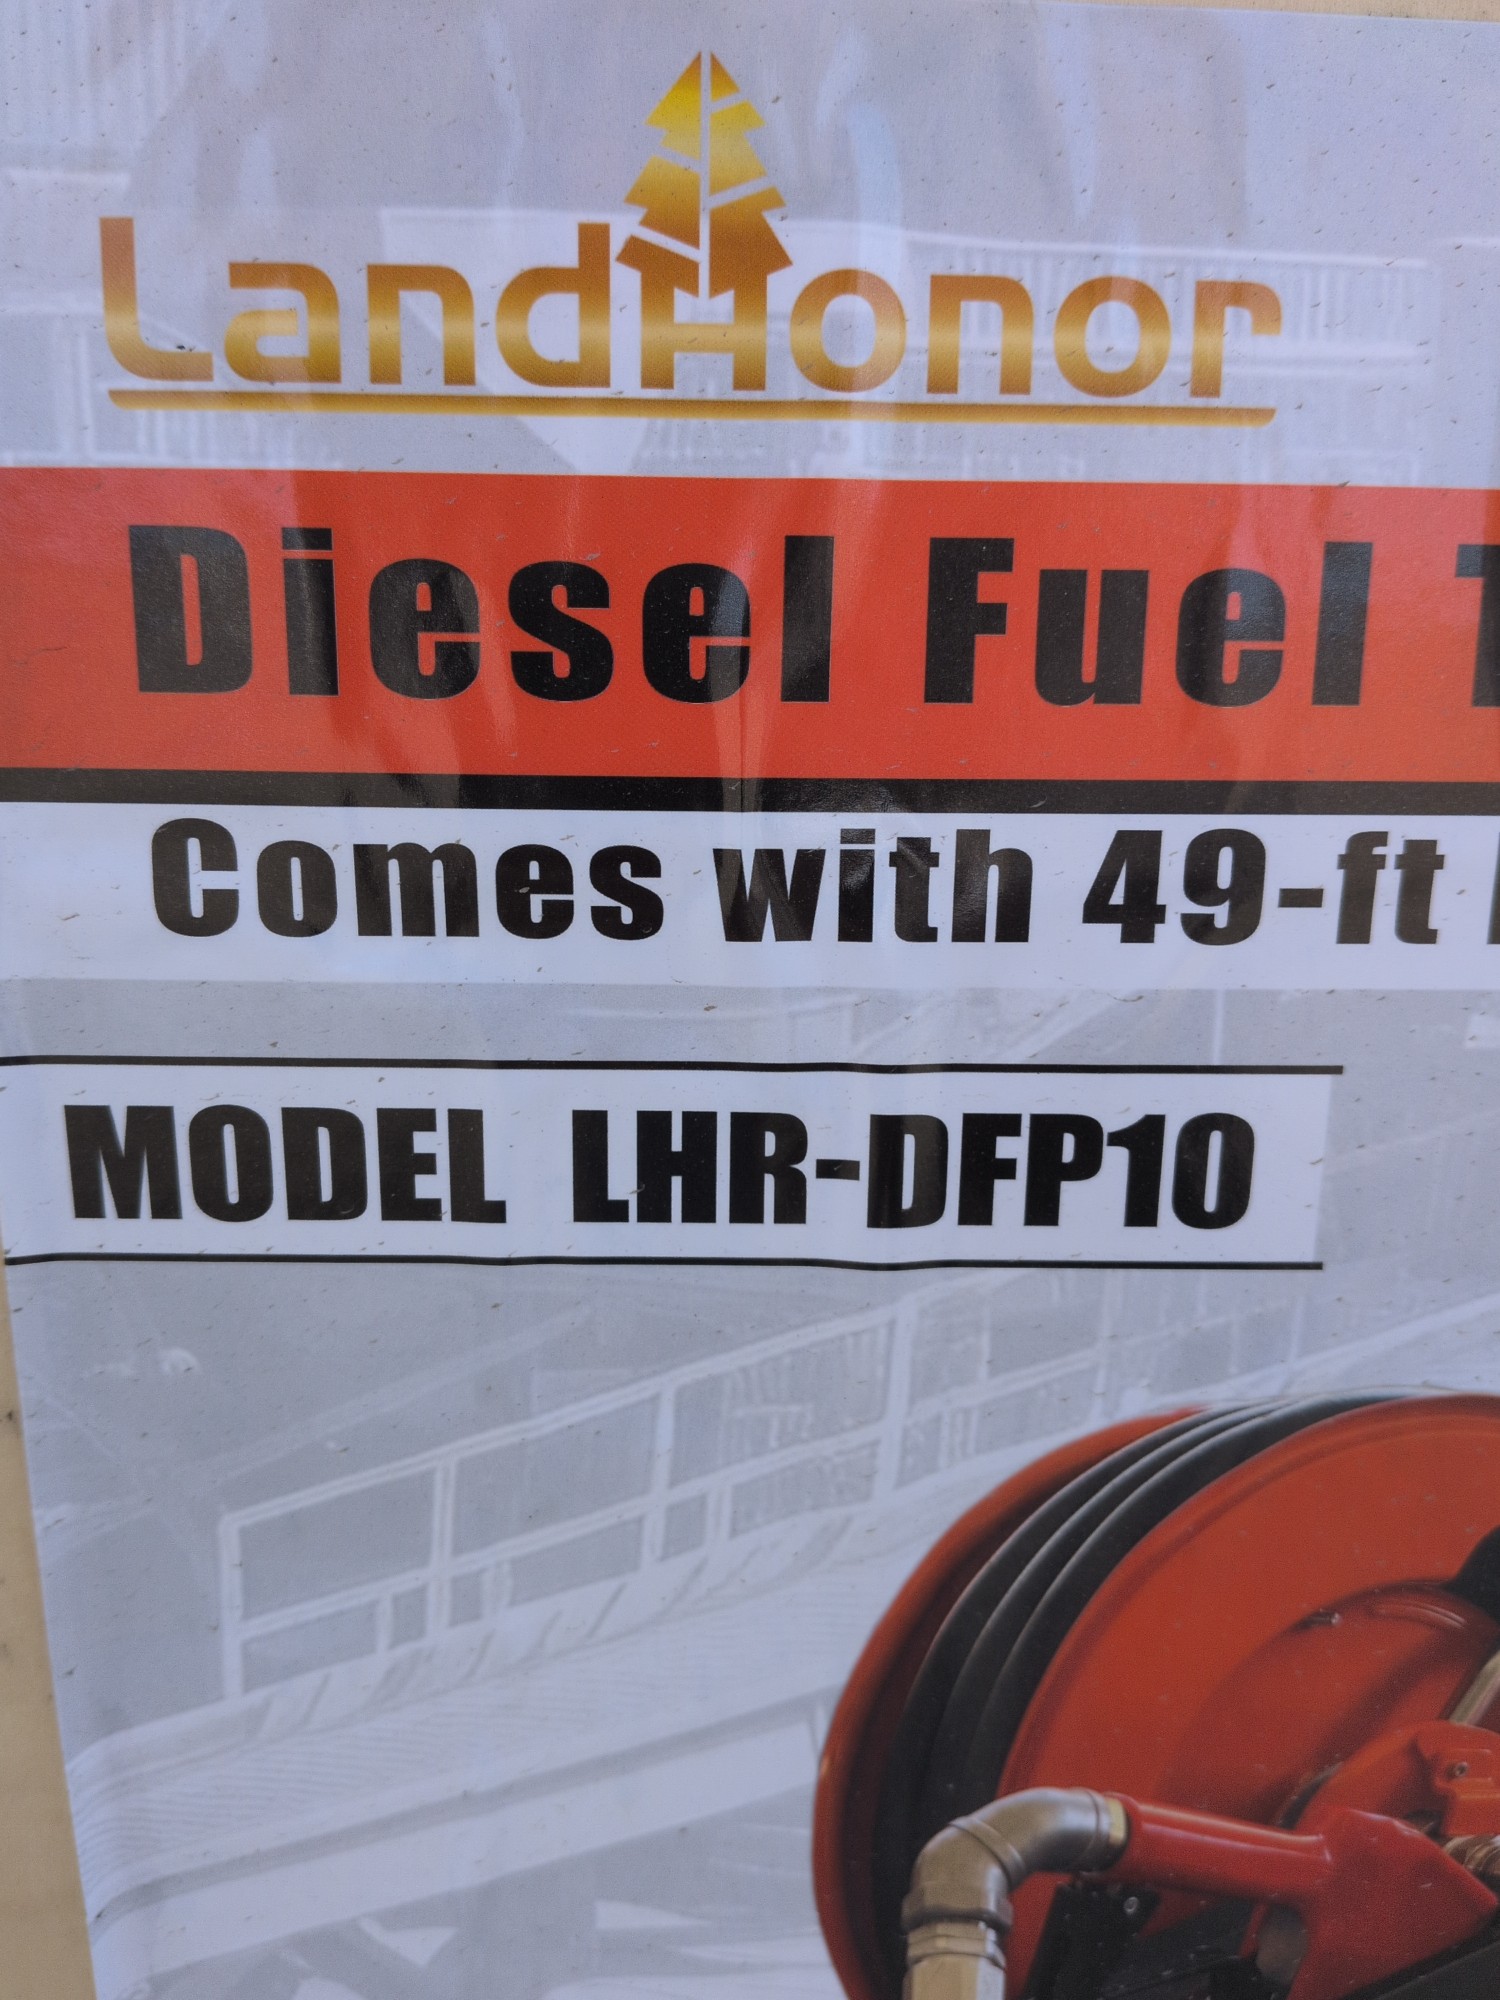 LandHonor
Diesel Fuel
Comes with 49-ft
MODEL LHR-DFP10